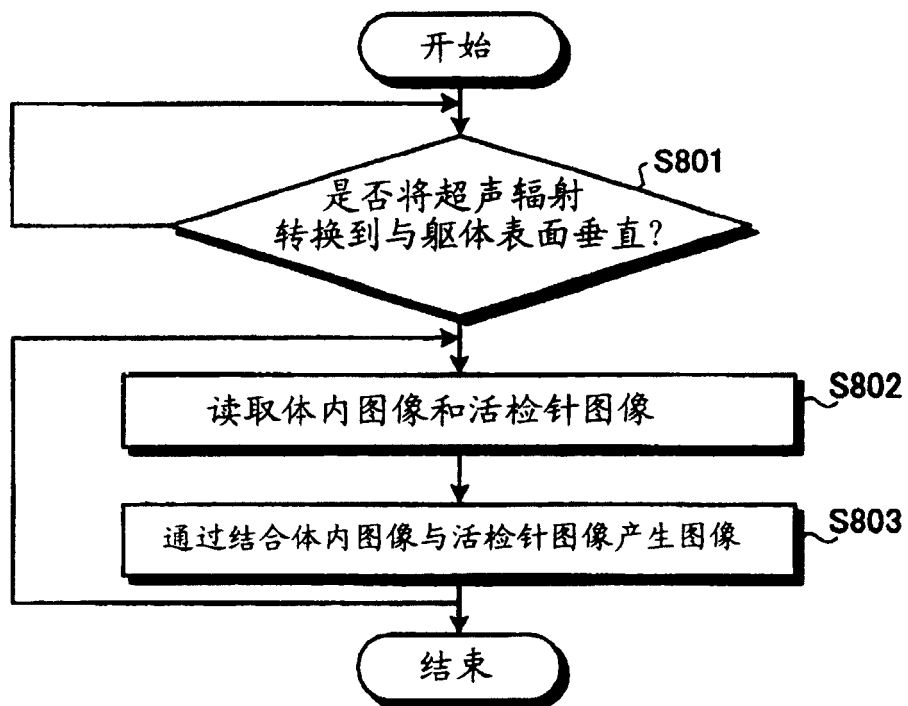 开始
S801
是否将超声辐射
转换到与躯体表面垂直?
S802
读取体内图像和活检针图像
S803
通过结合体内图像与活检针图像产生图像
结束